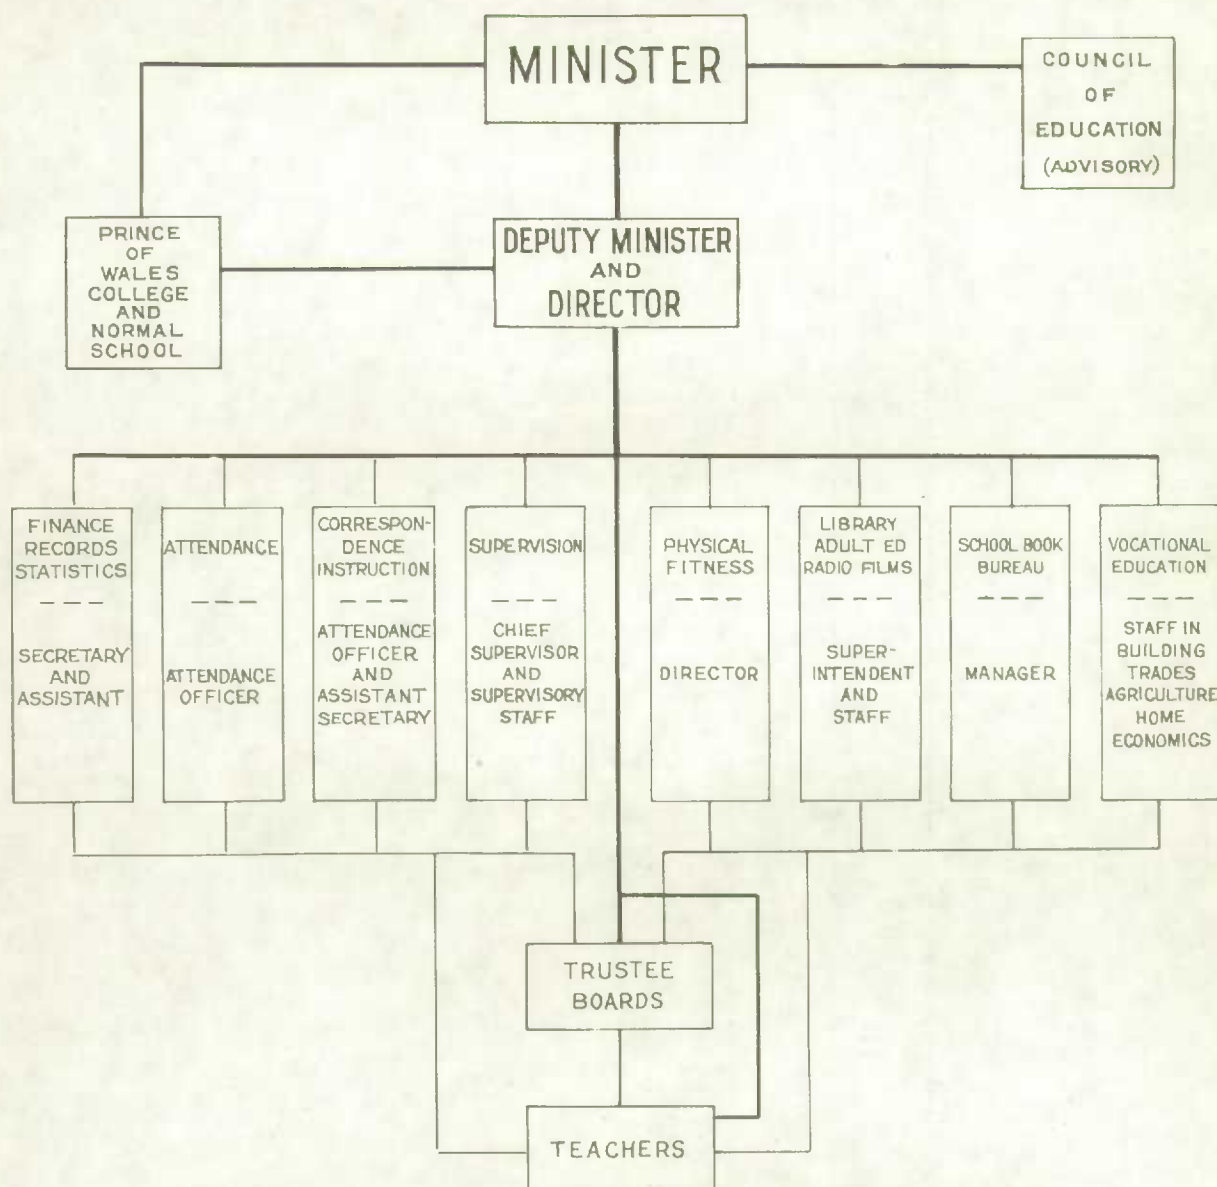 MINISTER
COUNCIL
OF
EDUCATION
(ADVISORY)
PRINCE
OF
WALES
COLLEGE
AND
NORMAL
SCHOOL
DEPUTY MINISTER
AND
DIRECTOR
FINANCE
RECORDS
STATISTICS
SECRETARY
AND
ASSISTANT
ATTENDANCE
ATTENDANCE
OFFICER
CORRESPON-
DENCE
INSTRUCTION
ATTENDANCE
OFFICER
AND
ASSISTANT
SECRETARY
SUPERVISION
CHIEF
SUPERVISOR
AND
SUPERVISORY
STAFF
PHYSICAL
FITNESS
DIRECTOR
LIBRARY
ADULT ED
RADIO FILMS
SUPER-
INTENDENT
AND
STAFF
SCHOOL BOOK
BUREAU
MANAGER
VOCATIONAL
EDUCATION
STAFF IN
BUILDING
TRADES
AGRICULTURE
HOME
ECONOMICS
TRUSTEE
BOARDS
TEACHERS